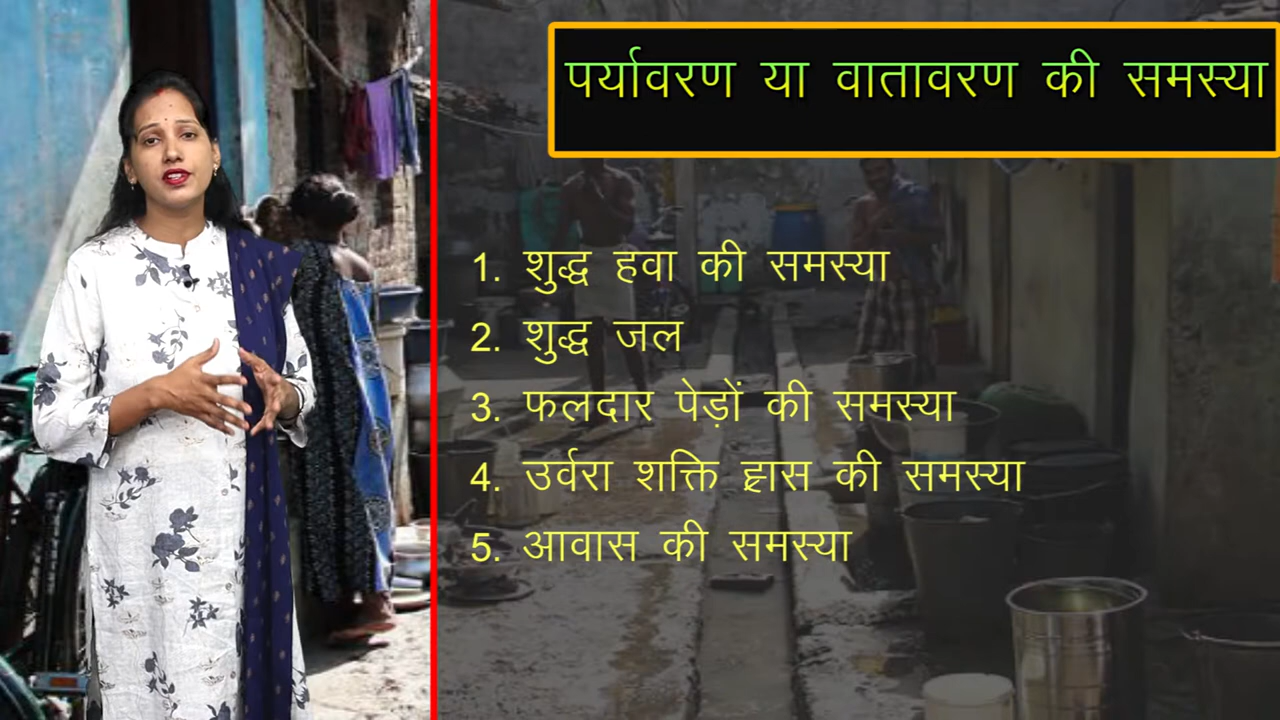 पर्यावरण या वातावरण की समस्या
1. शुद्ध हवा की समस्या
2. शुद्ध जल
3. फलदार पेड़ों की समस्या
4. उर्वरा शक्ति ह्रास की समस्या
5. आवास की समस्या